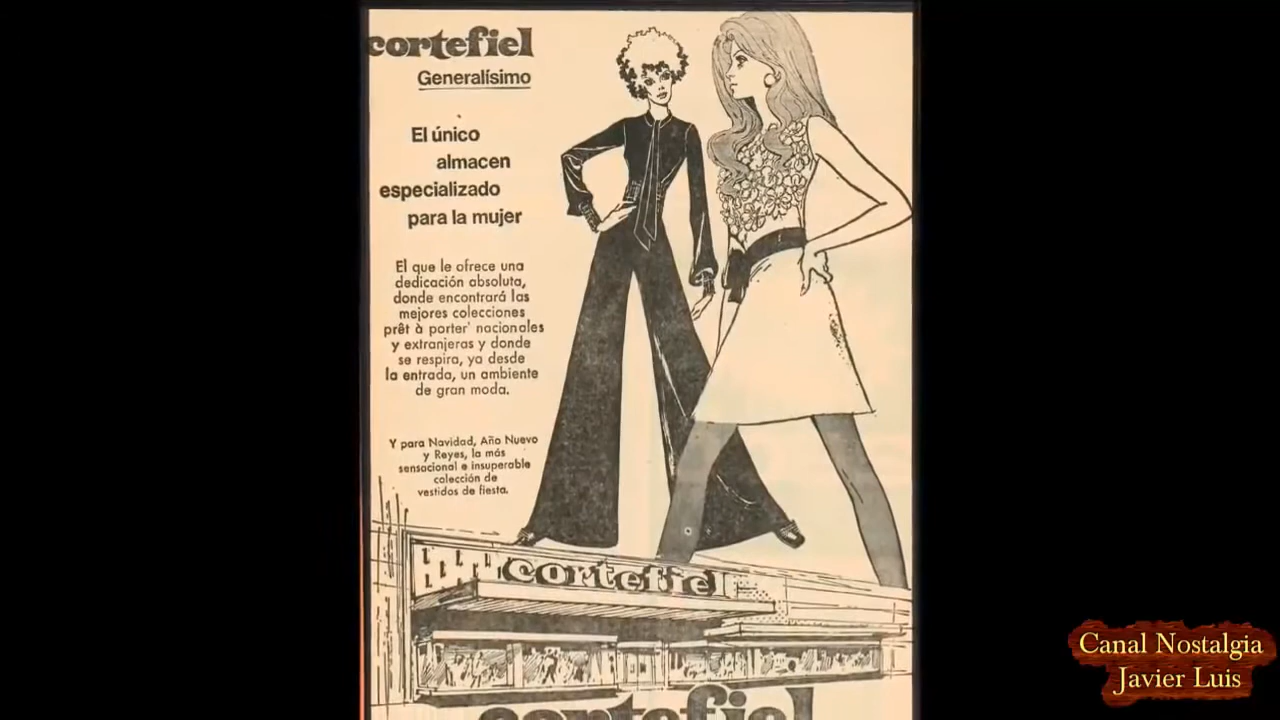 cortefiel
Generalísimo
El único
almacen
especializado
para la mujer
El que le ofrece una
dedicación absoluta,
donde encontrará las
mejores colecciones
prêt à porter' nacionales
y extranjeras y donde
se respira, ya desde
la entrada, un ambiente
de gran moda.
Y para Navidad, Año Nuevo
y Reyes, la más
sensacional e insuperable
colección de
vestidos de fiesta.
cortefiel
cortefiel
Canal Nostalgia
Javier Luis